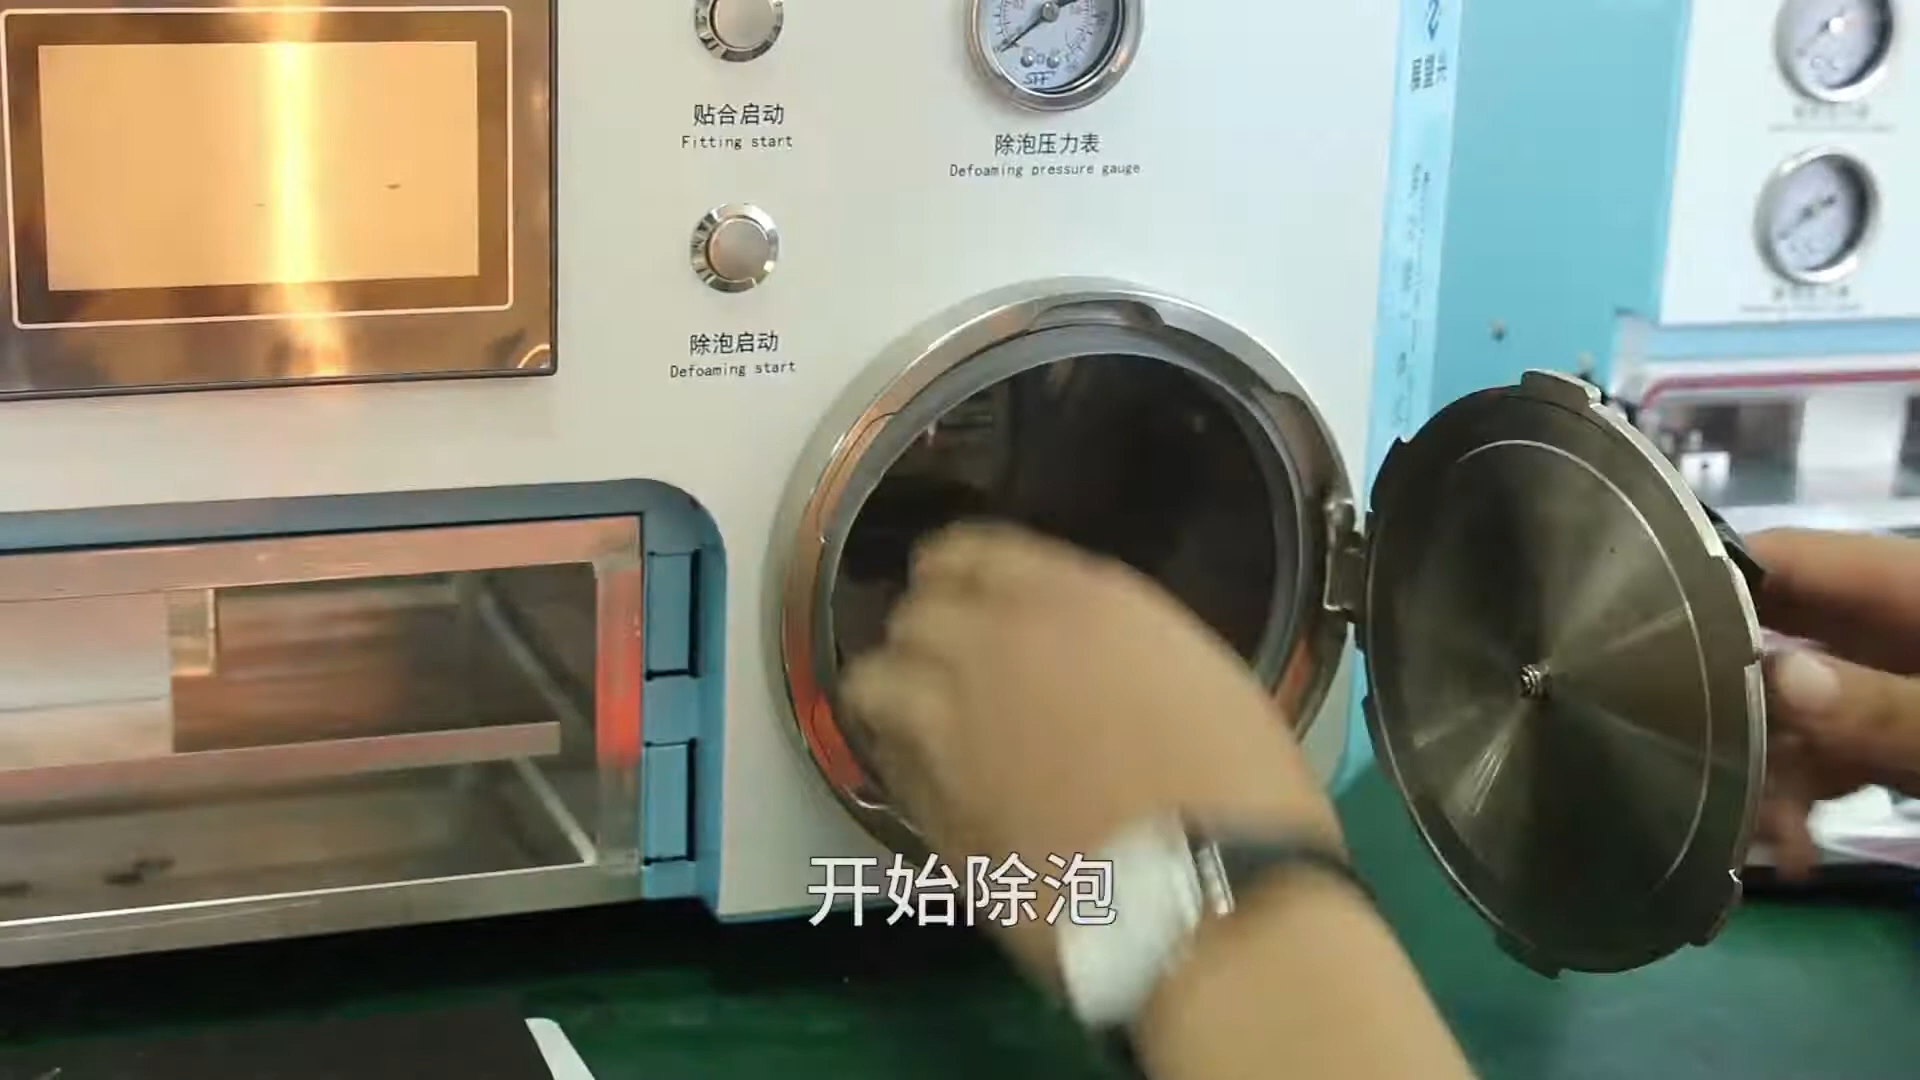 贴合启动
Fitting start
除泡压力表
Defoaming pressure gauge
除泡启动
Defoaming start
开始除泡